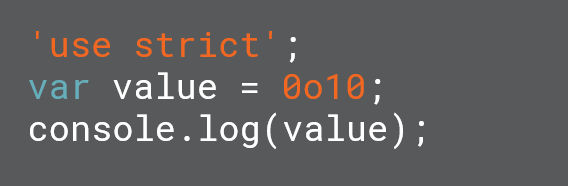 'use strict';
var value = 0o10;
console.log(value);